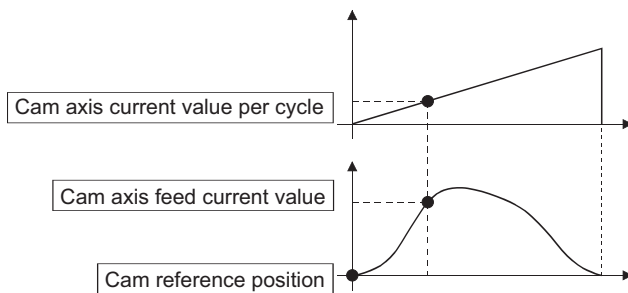 Cam axis current value per cycle
Cam axis feed current value
Cam reference position